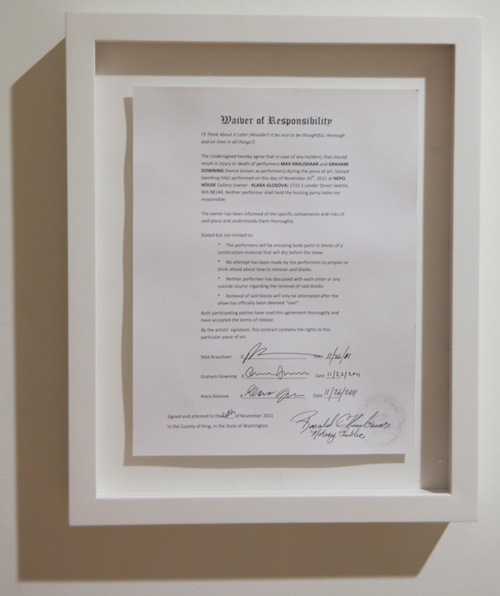 Waiver of Responsibility
I'll Think About it Later (Wouldn't it be nice to be thoughtful, thorough
and on time in all things?)
The Undersigned hereby agree that in case of any incident, that should
result in injury or death of performers MAX KRAUSHAAR and GRAHAM
DOWNING (hence known as performers) during the piece of art.
(working title) performed on this day of November 26th, 2011 at NEPO
HOUSE Gallery (owner : KLARA GLOSOVA; 1723 S Lander Street Seattle,
WA 98144, Neither performer shall hold the hosting party liable nor
responsible.
The owner has been informed of the specific components and risks of
said piece and understands them thoroughly.
Stated but not limited to:
* The performers will be encasing body parts in blocks of a
construction material that will dry before the show.
* No attempt has been made by the performers to preplan or
think ahead about how to remove said blocks.
* Neither performer has discussed with each other or any
outside source regarding the removal of said blocks.
* Removal of said blocks will only be attempted after the
show has officially been deemed "over".
Both participating parties have read this agreement thoroughly and
have accepted the terms of release.
By the artists' signature, this contract contains the rights to this
particular piece of art.
Max Kraushaar x Date 11/26/11
Graham Downing x Date 11/26/2011
Klara Glosova x Date 11/26/2011
Signed and attested to this 26th of November 2011
in the County of King, in the State of Washington.
Notary Public